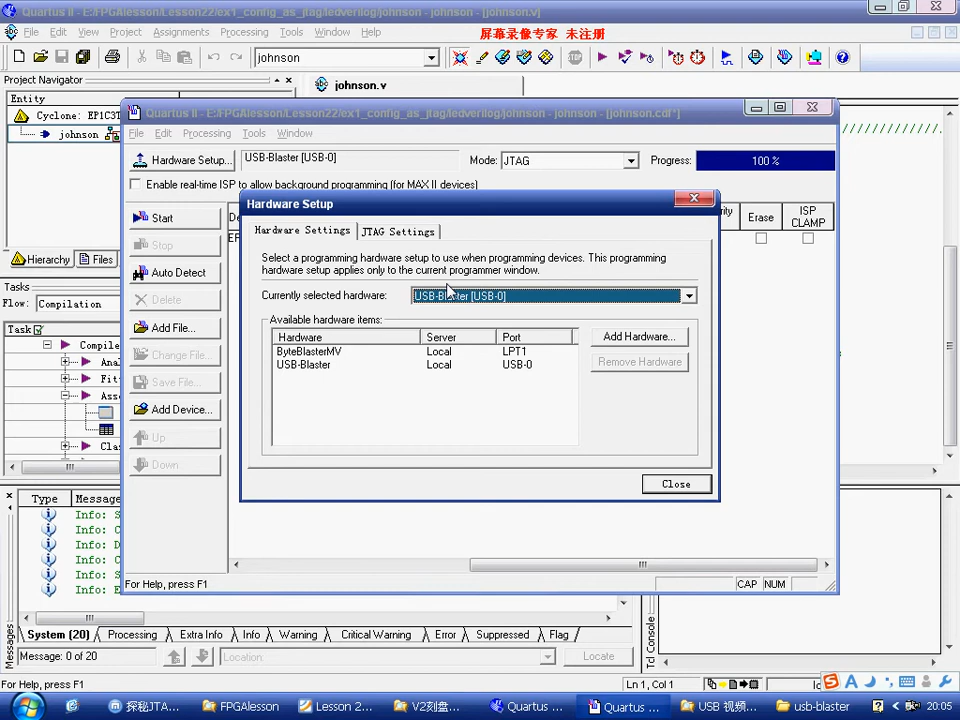 Quartus II - E:/FPGAlesson/Lesson22/ex1_config_as_jtag/ledverilog/johnson - johnson - [johnson.v]
File Edit View Project Assignments Processing Tools Window Help
屏幕录像专家 未注册
johnson
Project Navigator
johnson.v
Entity
Cyclone: EP1C3T
johnson
Hierarchy Files
Tasks
Flow: Compilation
Task
Compile
Ana
Fit
Ass
Clas
Quartus II - E:/FPGAlesson/Lesson22/ex1_config_as_jtag/ledverilog/johnson - johnson - [johnson.cdf*]
File Edit Processing Tools Window
Hardware Setup... USB-Blaster [USB-0] Mode: JTAG Progress: 100 %
Enable real-time ISP to allow background programming (for MAX II devices)
Start
Stop
Auto Detect
Delete
Add File...
Change File...
Save File...
Add Device...
Up
Down
Erase ISP CLAMP
Hardware Setup
Hardware Settings JTAG Settings
Select a programming hardware setup to use when programming devices. This programming
hardware setup applies only to the current programmer window.
Currently selected hardware: USB-Blaster [USB-0]
Available hardware items:
Hardware Server Port
ByteBlasterMV Local LPT1
USB-Blaster Local USB-0
Add Hardware...
Remove Hardware
Close
For Help, press F1 CAP NUM
Type Message
Info: S
Info: C
Info: D
Info: C
Info: S
Info: E
System (20) Processing Extra Info Info Warning Critical Warning Error Suppressed Flag
Message: 0 of 20 Location: Locate
Messages
Tcl Console
For Help, press F1 Ln 1, Col 1
探秘JTA... FPGAlesson Lesson 2... V2刻盘... Quartus ... Quartus ... USB 视频... usb-blaster 20:05